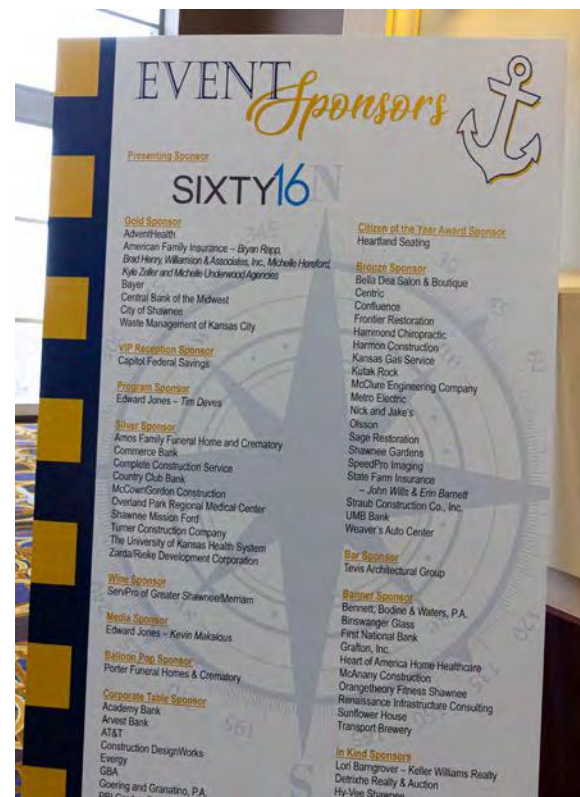 EVENT Sponsors
Presenting Sponsor
SIXTY16
N
Gold Sponsor
AdventHealth
American Family Insurance – Bryan Rapp,
Brad Henry, Williamson & Associates, Inc., Michelle Hereford,
Kyle Zeller and Michelle Underwood Agencies
Bayer
Central Bank of the Midwest
City of Shawnee
Waste Management of Kansas City
VIP Reception Sponsor
Capitol Federal Savings
Program Sponsor
Edward Jones – Tim Deves
Silver Sponsor
Amos Family Funeral Home and Crematory
Commerce Bank
Complete Construction Service
Country Club Bank
McCownGordon Construction
Overland Park Regional Medical Center
Shawnee Mission Ford
Turner Construction Company
The University of Kansas Health System
Zarda/Rieke Development Corporation
Wine Sponsor
ServPro of Greater Shawnee/Merriam
Media Sponsor
Edward Jones – Kevin Makalous
Balloon Pop Sponsor
Porter Funeral Homes & Crematory
Corporate Table Sponsor
Academy Bank
Arvest Bank
AT&T
Construction DesignWorks
Evergy
GBA
Goering and Granatino, P.A.
Citizen of the Year Award Sponsor
Heartland Seating
Bronze Sponsor
Bella Dea Salon & Boutique
Centric
Confluence
Frontier Restoration
Hammond Chiropractic
Harmon Construction
Kansas Gas Service
Kutak Rock
McClure Engineering Company
Metro Electric
Nick and Jake's
Olsson
Sage Restoration
Shawnee Gardens
SpeedPro Imaging
State Farm Insurance
– John Wills & Erin Barnett
Straub Construction Co., Inc.
UMB Bank
Weaver's Auto Center
Bar Sponsor
Tevis Architectural Group
Banner Sponsor
Bennett, Bodine & Waters, P.A.
Binswanger Glass
First National Bank
Grafton, Inc.
Heart of America Home Healthcare
McAnany Construction
Orangetheory Fitness Shawnee
Renaissance Infrastructure Consulting
Sunflower House
Transport Brewery
In Kind Sponsors
Lori Barngrover – Keller Williams Realty
Detrixhe Realty & Auction
Hy-Vee Shawnee
345
30
120
135
195
S